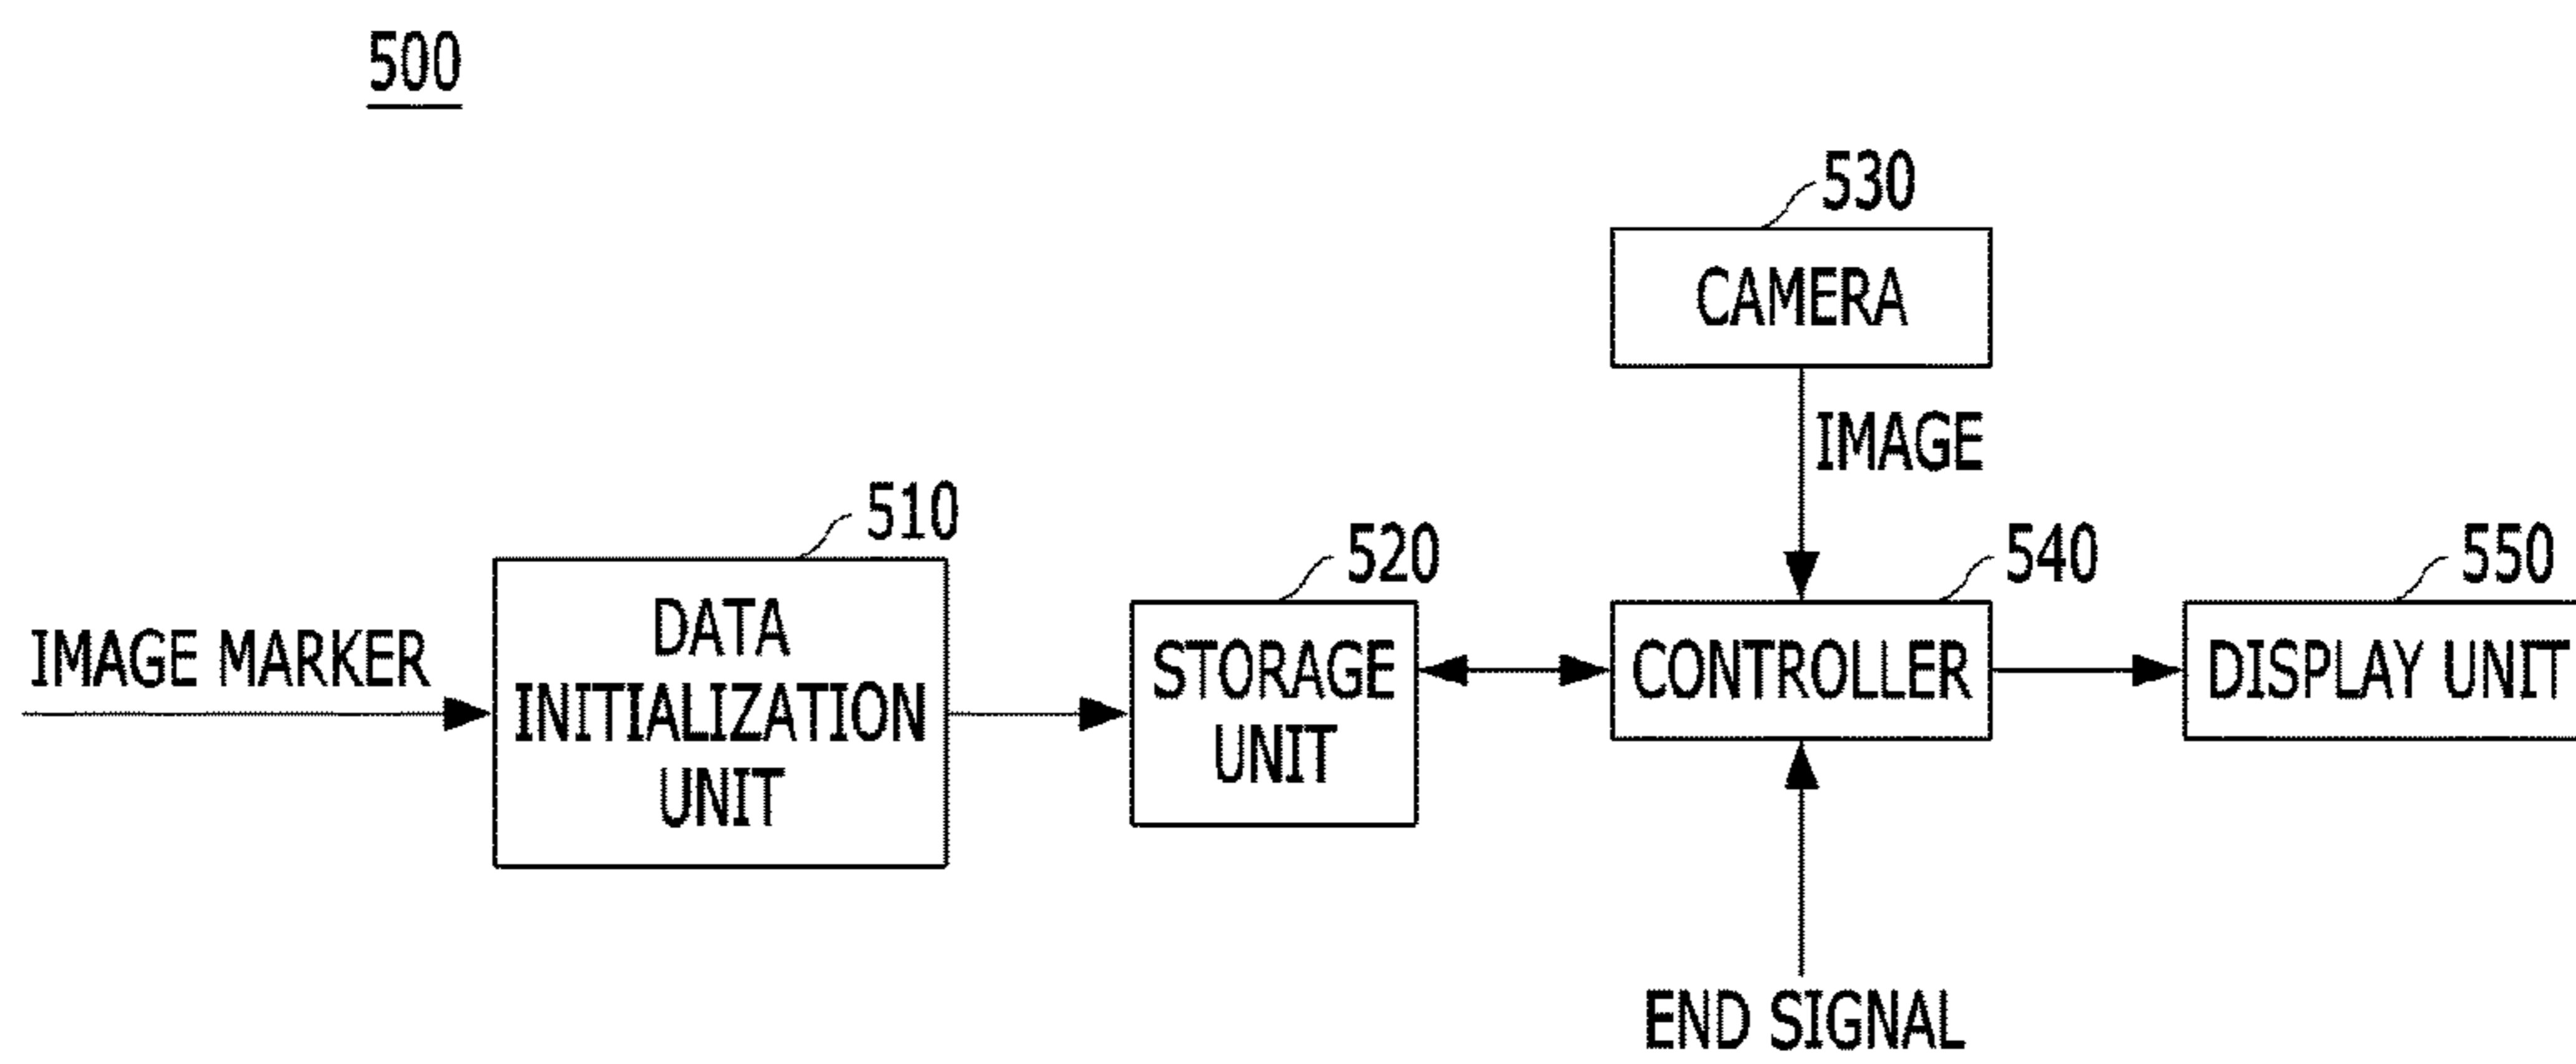 500
530
CAMERA
IMAGE
510
520
540
550
IMAGE MARKER
DATA
INITIALIZATION
UNIT
STORAGE
UNIT
CONTROLLER
DISPLAY UNIT
END SIGNAL